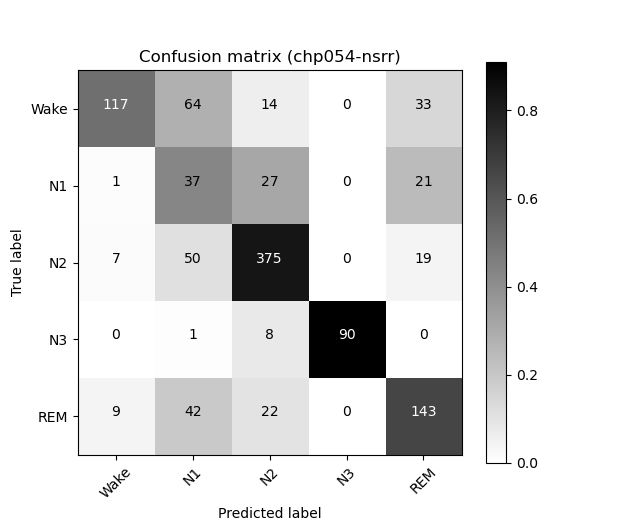 Confusion matrix (chp054-nsrr)
Wake 117 64 14 0 33
N1 1 37 27 0 21
N2 7 50 375 0 19
N3 0 1 8 90 0
REM 9 42 22 0 143
Wake N1 N2 N3 REM
True label
Predicted label
0.8
0.6
0.4
0.2
0.0